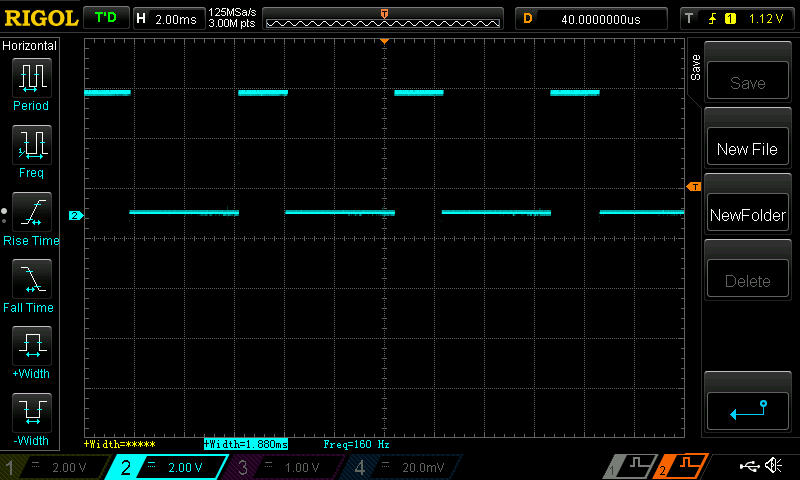 RIGOL T'D H 2.00ms 125MSa/s 3.00M pts T D 40.0000000us T 1 1.12 V
Horizontal
Period
Freq
Rise Time
Fall Time
+Width
-Width
2
T
Save
Save
New File
NewFolder
Delete
+Width=***** +Width=1.880ms Freq=160 Hz
1 2.00 V 2 2.00 V 3 1.00 V 4 20.0mV 1 2